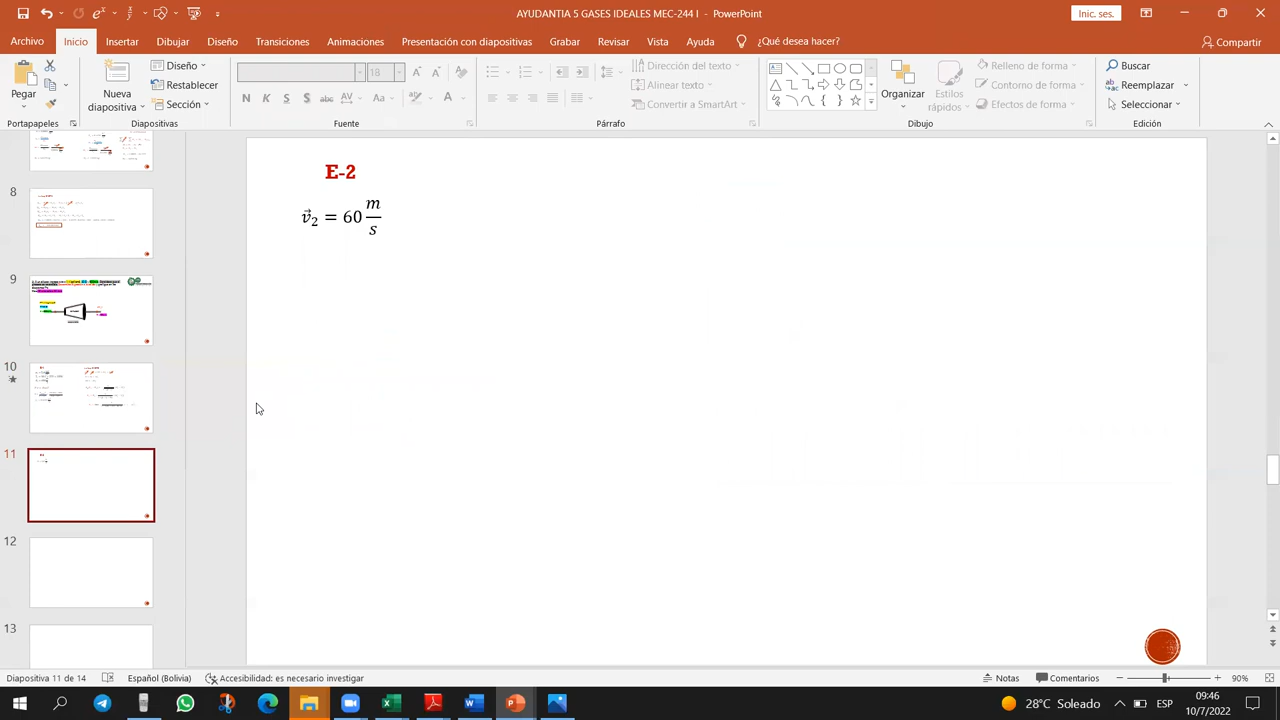 AYUDANTIA 5 GASES IDEALES MEC-244 I - PowerPoint
Inic. ses.
Archivo Inicio Insertar Dibujar Diseño Transiciones Animaciones Presentación con diapositivas Grabar Revisar Vista Ayuda ¿Qué desea hacer? Compartir
Pegar
Nueva diapositiva
Diseño
Restablecer
Sección
18
N K S S AV Aa A
Dirección del texto
Alinear texto
Convertir a SmartArt
Organizar
Estilos rápidos
Relleno de forma
Contorno de forma
Efectos de forma
Buscar
Reemplazar
Seleccionar
Portapapeles Diapositivas Fuente Párrafo Dibujo Edición
8
9
10
11
12
13
E-2
v⃗₂ = 60 m/s
Diapositiva 11 de 14 Español (Bolivia) Accesibilidad: es necesario investigar Notas Comentarios 90%
28°C Soleado ESP 09:46
10/7/2022